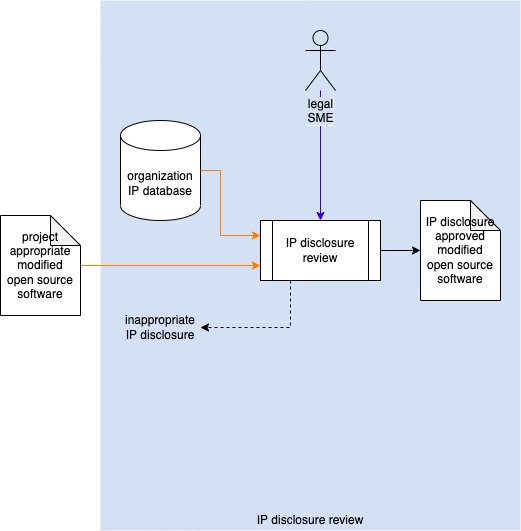 legal
SME
organization
IP database
project
appropriate
modified
open source
software
IP disclosure
review
IP disclosure
approved
modified
open source
software
inappropriate
IP disclosure
IP disclosure review